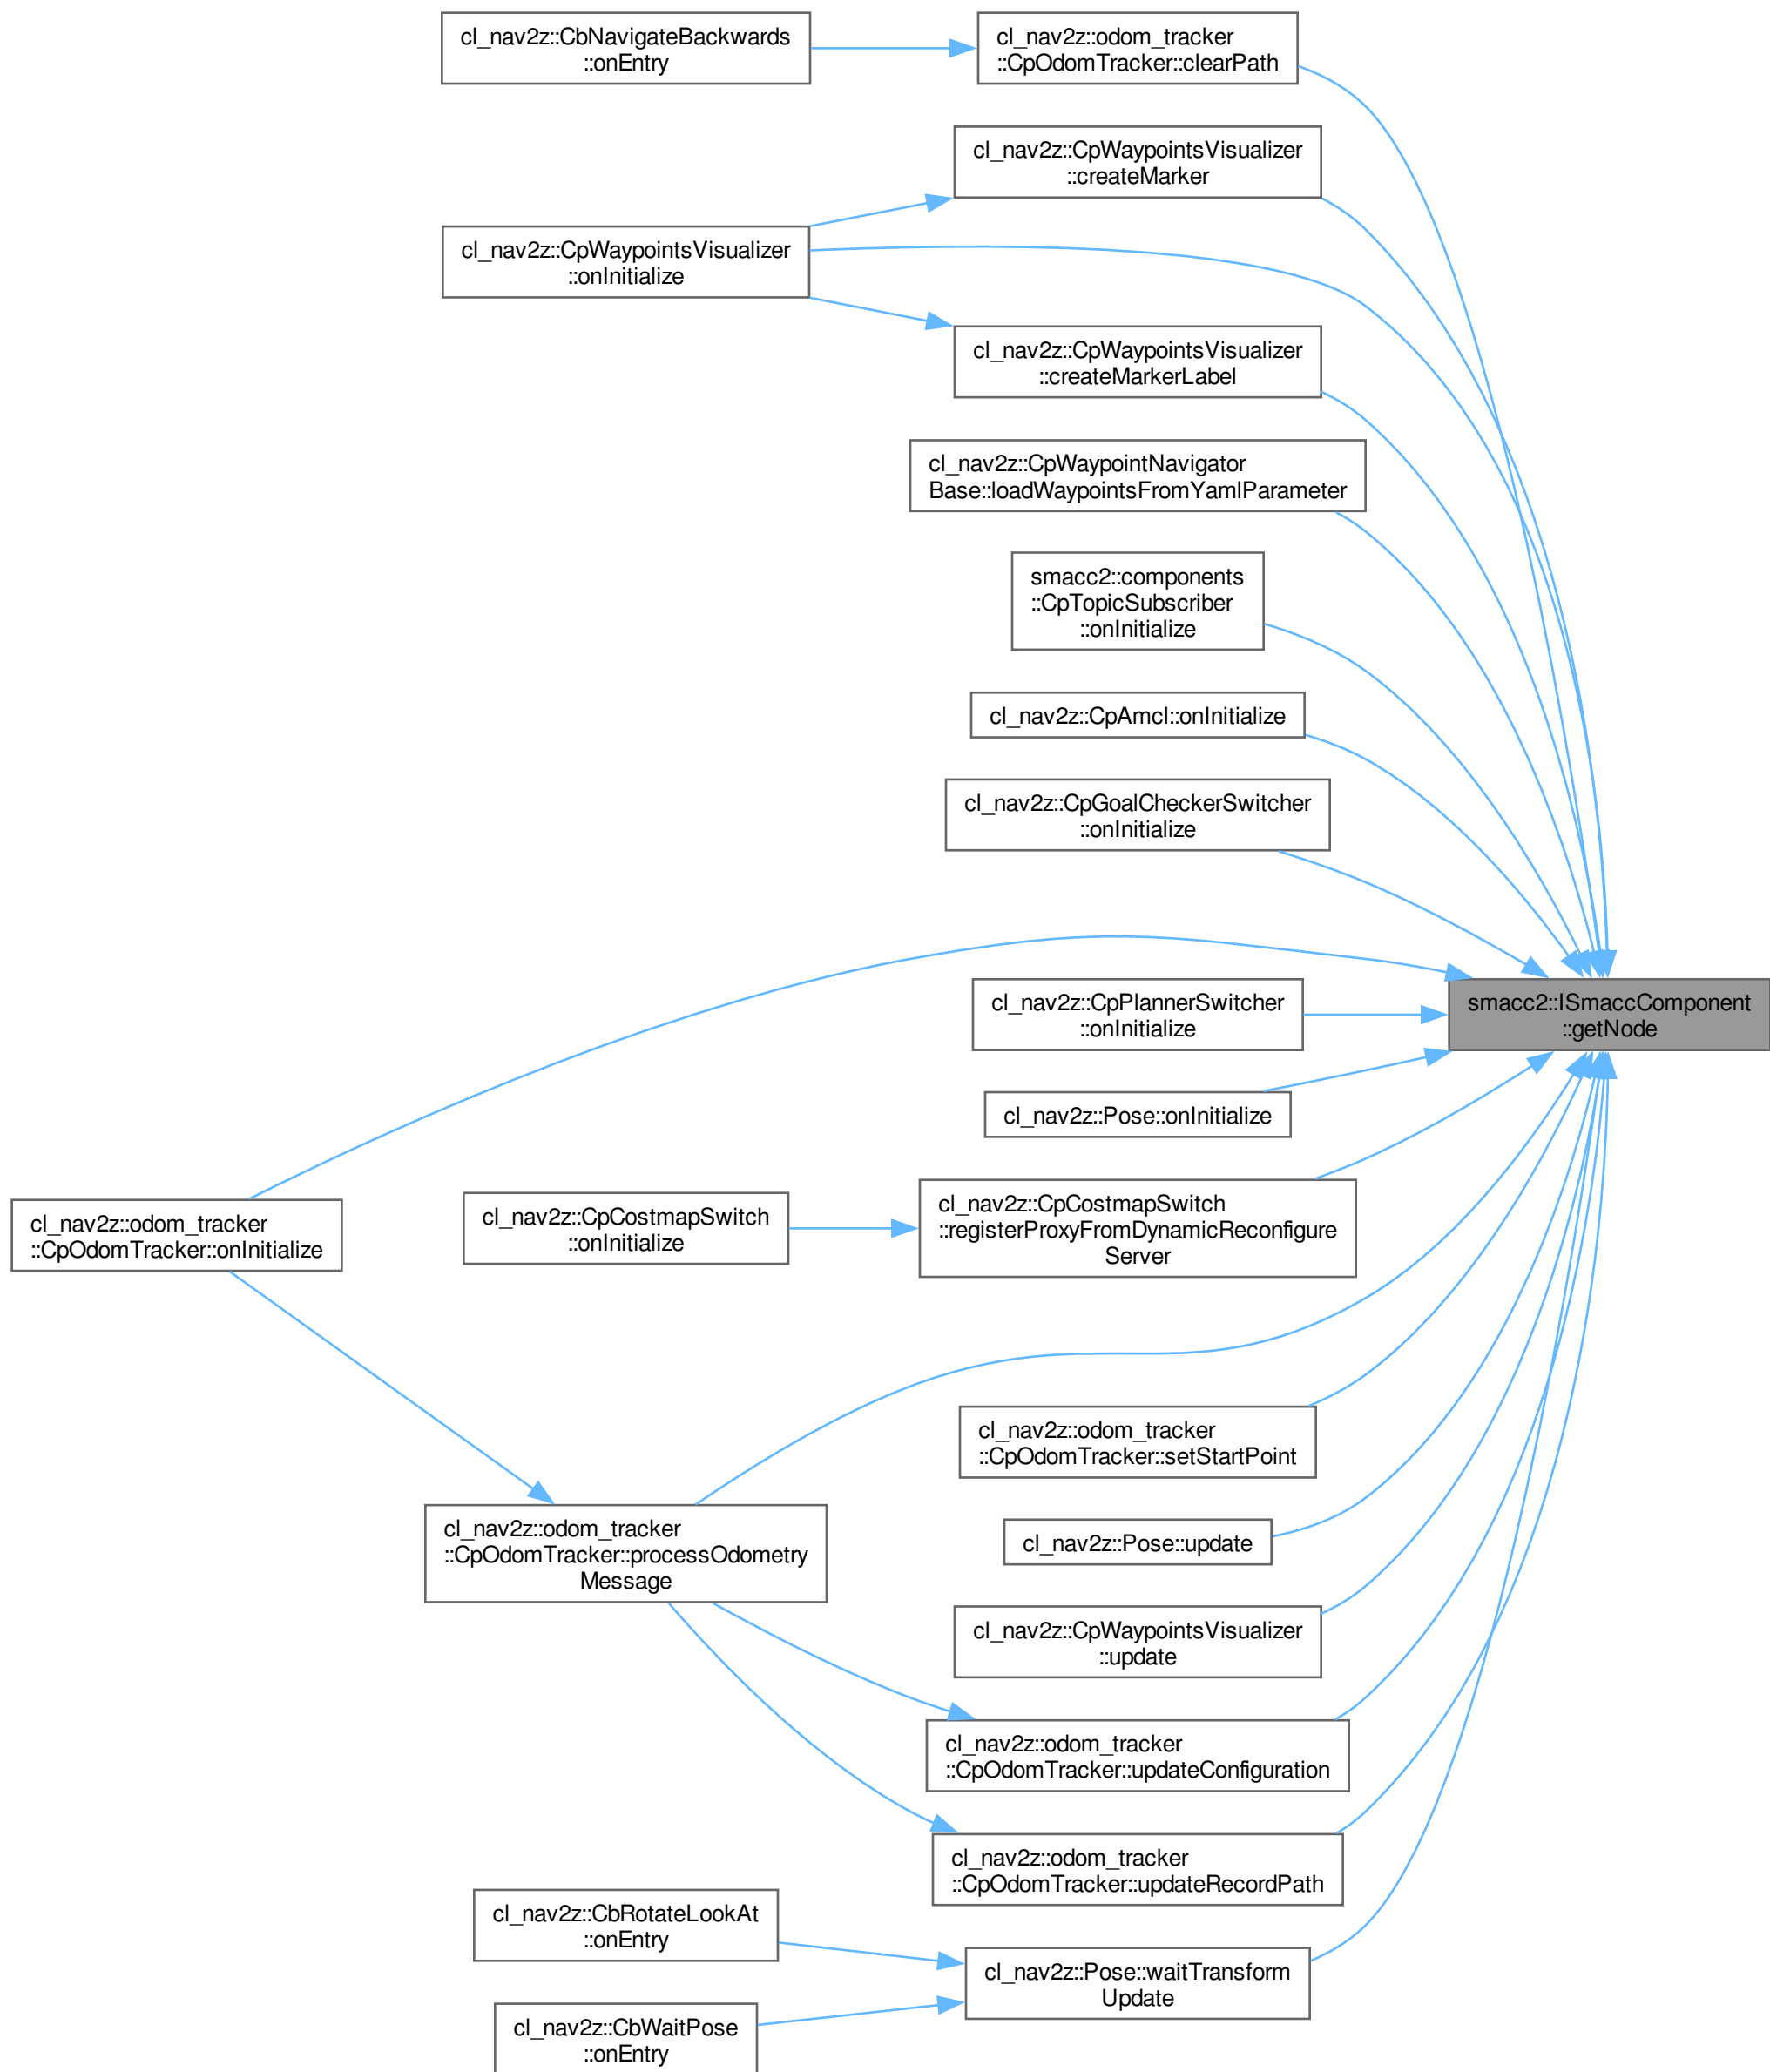 cl_nav2z::CbNavigateBackwards
::onEntry
cl_nav2z::odom_tracker
::CpOdomTracker::clearPath
cl_nav2z::CpWaypointsVisualizer
::createMarker
cl_nav2z::CpWaypointsVisualizer
::onInitialize
cl_nav2z::CpWaypointsVisualizer
::createMarkerLabel
cl_nav2z::CpWaypointNavigator
Base::loadWaypointsFromYamlParameter
smacc2::components
::CpTopicSubscriber
::onInitialize
cl_nav2z::CpAmcl::onInitialize
cl_nav2z::CpGoalCheckerSwitcher
::onInitialize
cl_nav2z::CpPlannerSwitcher
::onInitialize
smacc2::ISmaccComponent
::getNode
cl_nav2z::Pose::onInitialize
cl_nav2z::odom_tracker
::CpOdomTracker::onInitialize
cl_nav2z::CpCostmapSwitch
::onInitialize
cl_nav2z::CpCostmapSwitch
::registerProxyFromDynamicReconfigure
Server
cl_nav2z::odom_tracker
::CpOdomTracker::setStartPoint
cl_nav2z::odom_tracker
::CpOdomTracker::processOdometry
Message
cl_nav2z::Pose::update
cl_nav2z::CpWaypointsVisualizer
::update
cl_nav2z::odom_tracker
::CpOdomTracker::updateConfiguration
cl_nav2z::odom_tracker
::CpOdomTracker::updateRecordPath
cl_nav2z::CbRotateLookAt
::onEntry
cl_nav2z::Pose::waitTransform
Update
cl_nav2z::CbWaitPose
::onEntry